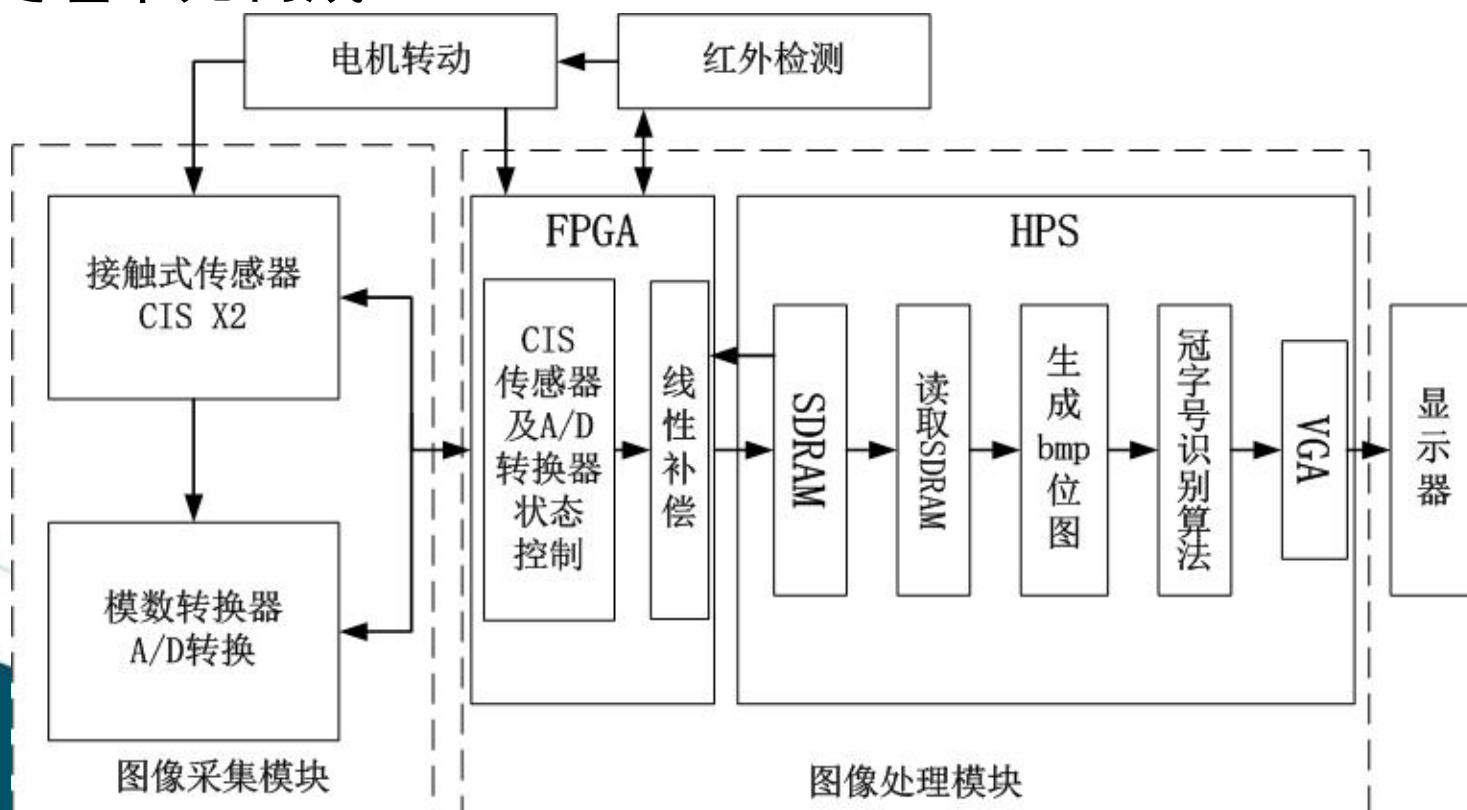 电机转动
红外检测
接触式传感器
CIS X2
模数转换器
A/D转换
图像采集模块
FPGA
CIS
传感器
及A/D
转换器
状态
控制
线性补偿
HPS
SDRAM
读取SDRAM
生
成
bmp
位
图
冠字号识别算法
VGA
图像处理模块
显示器